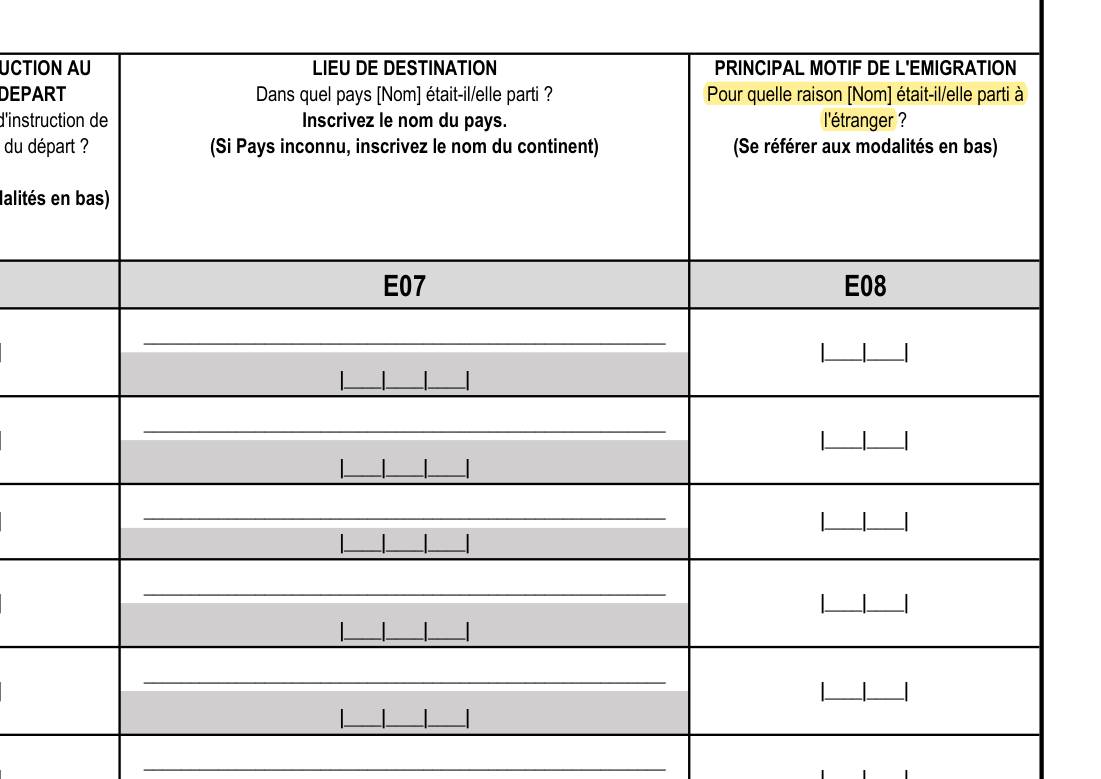 UCTION AU
DEPART
d'instruction de
du départ ?
lalités en bas)
LIEU DE DESTINATION
Dans quel pays [Nom] était-il/elle parti ?
Inscrivez le nom du pays.
(Si Pays inconnu, inscrivez le nom du continent)
PRINCIPAL MOTIF DE L'EMIGRATION
Pour quelle raison [Nom] était-il/elle parti à
l'étranger ?
(Se référer aux modalités en bas)
E07
E08